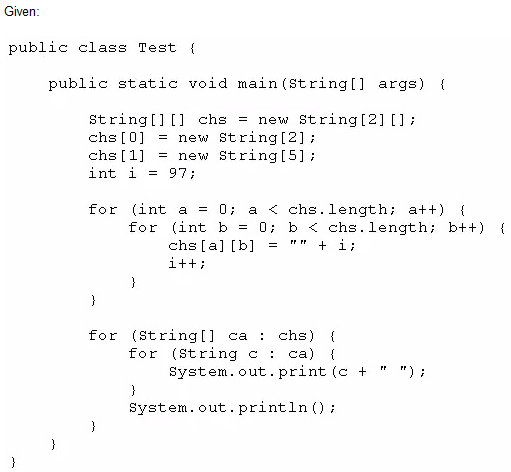 Given:
public class Test {
public static void main(String[] args) {
String[][] chs = new String[2][];
chs[0] = new String[2];
chs[1] = new String[5];
int i = 97;
for (int a = 0; a < chs.length; a++) {
for (int b = 0; b < chs.length; b++) {
chs[a][b] = "" + i;
i++;
}
}
for (String[] ca : chs) {
for (String c : ca) {
System.out.print(c + " ");
}
System.out.println();
}
}
}